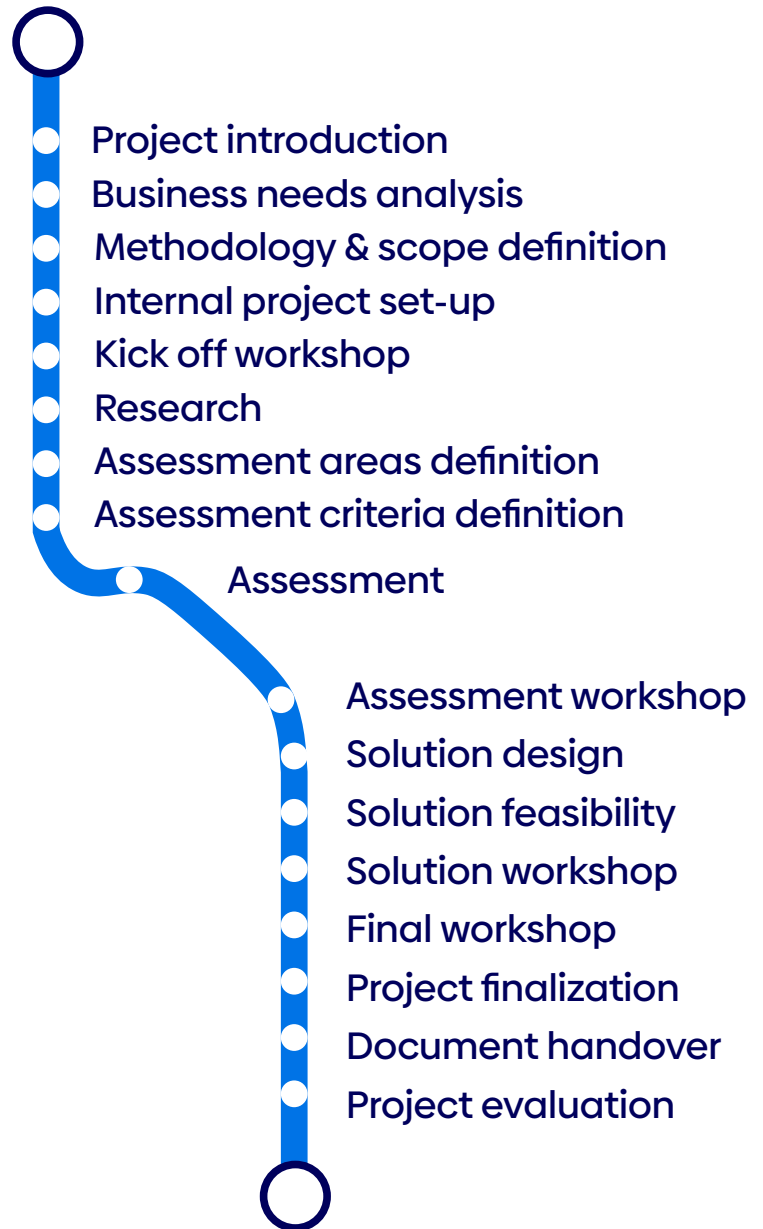 Project introduction
Business needs analysis
Methodology & scope definition
Internal project set-up
Kick off workshop
Research
Assessment areas definition
Assessment criteria definition
Assessment
Assessment workshop
Solution design
Solution feasibility
Solution workshop
Final workshop
Project finalization
Document handover
Project evaluation